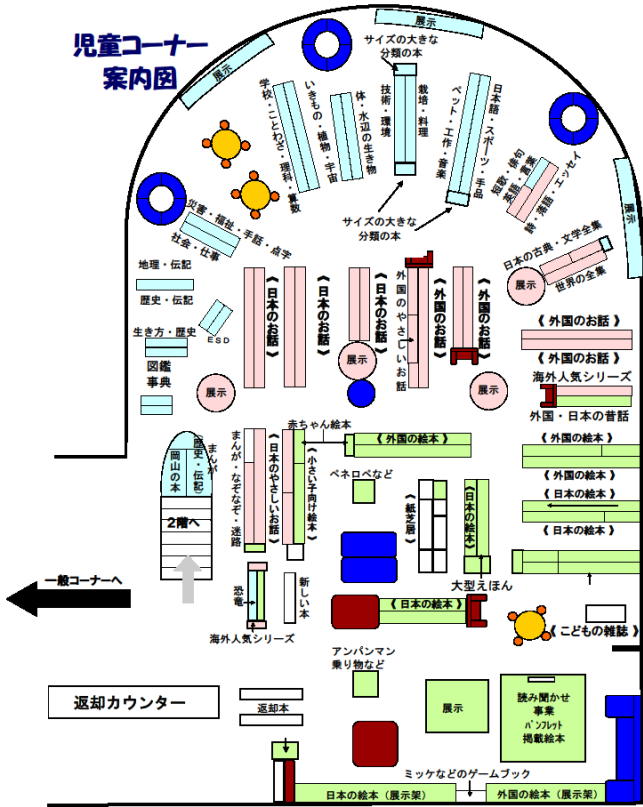 児童コーナー
案内図
展示
展示
サイズの大きな
分類の本
学校・ことわざ・理科・算数
いきもの・植物・宇宙
体・水辺の生き物
技術・環境
栽培・料理
ペット・工作・音楽
日本語・スポーツ・手品
短歌・俳句
英語・言葉
詩・落語・エッセイ
展示
サイズの大きな
分類の本
災害・福祉・手話・点字
社会・仕事
地理・伝記
歴史・伝記
生き方・歴史
ESD
図鑑
事典
展示
《日本のお話》
《日本のお話》
《日本のお話》
展示
外国のやさしいお話
《外国のお話》
《外国のお話》
展示
展示
日本の古典・文学全集
世界の全集
《 外国のお話 》
《 外国のお話 》
海外人気シリーズ
外国・日本の昔話
まんが
(歴史・伝記)
岡山の本
2階へ
まんが・なぞなぞ・迷路
《日本のやさしいお話》
《小さい子向け絵本》
赤ちゃん絵本
《 外国の絵本 》
ペネロペなど
《紙芝居》
《日本の絵本》
大型えほん
《 外国の絵本 》
《外国の絵本 》
《 日本の絵本 》
《 日本の絵本 》
一般コーナーへ
恐竜
海外人気シリーズ
新しい本
《 日本の絵本 》
《こどもの雑誌 》
アンパンマン
乗り物など
返却カウンター
返却本
展示
読み聞かせ
事業
パンフレット
掲載絵本
ミッケなどのゲームブック
日本の絵本(展示架)
外国の絵本(展示架)